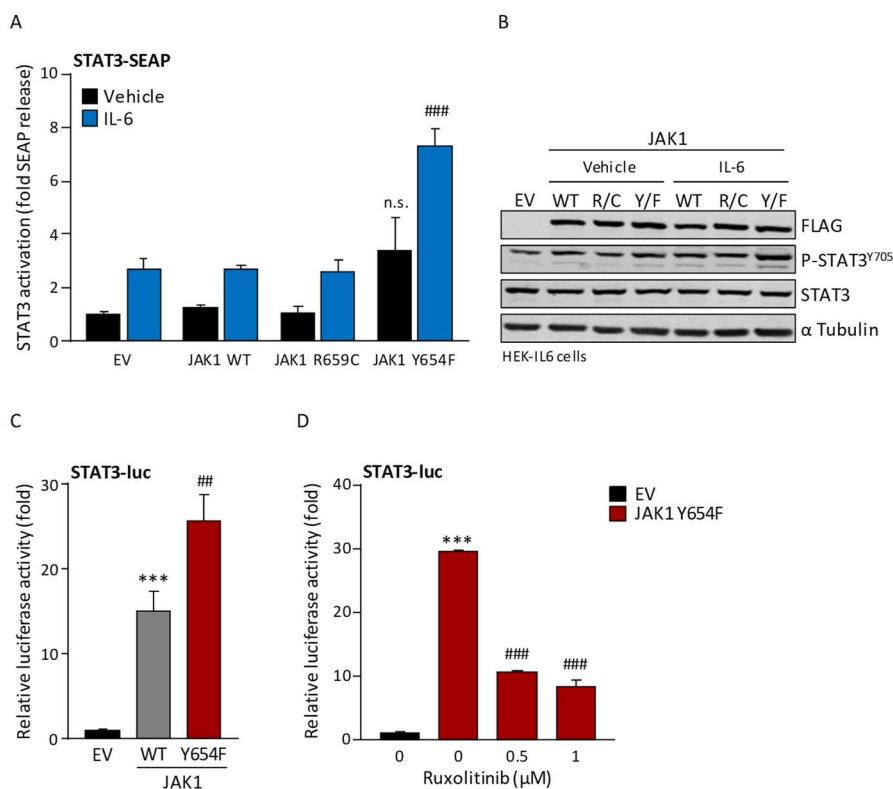 A
STAT3-SEAP
STAT3 activation (fold SEAP release)
10
8
6
4
2
0
Vehicle
IL-6
n.s.
###
EV
JAK1 WT
JAK1 R659C
JAK1 Y654F
B
JAK1
Vehicle
IL-6
EV
WT
R/C
Y/F
WT
R/C
Y/F
FLAG
P-STAT3Y705
STAT3
α Tubulin
HEK-IL6 cells
C
STAT3-luc
Relative luciferase activity (fold)
30
20
10
0
***
##
EV
WT
Y654F
JAK1
D
STAT3-luc
Relative luciferase activity (fold)
40
30
20
10
0
***
###
###
0
0
0.5
1
Ruxolitinib (µM)
EV
JAK1 Y654F